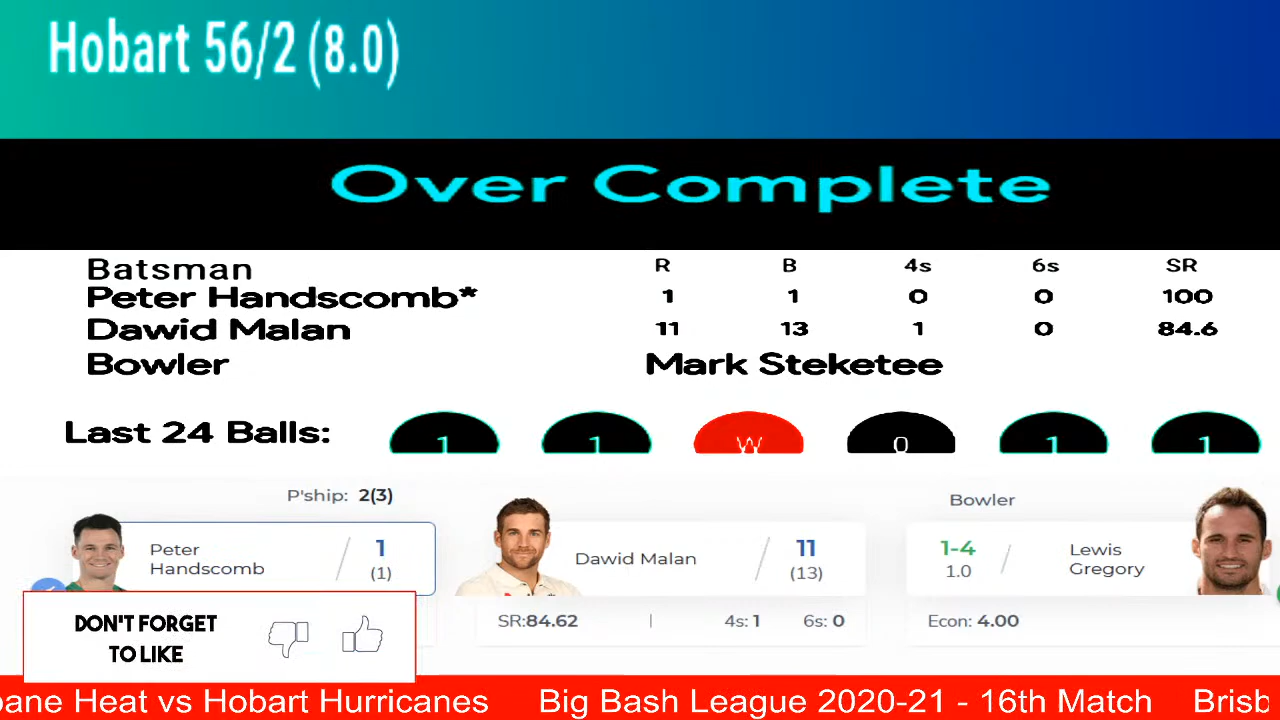 Hobart 56/2 (8.0)
Over Complete
Batsman R B 4s 6s SR
Peter Handscomb* 1 1 0 0 100
Dawid Malan 11 13 1 0 84.6
Bowler Mark Steketee
Last 24 Balls: 1 1 W 0 1 1
P'ship: 2(3)
Bowler
Peter
Handscomb
1
(1)
Dawid Malan
11
(13)
1-4
1.0
Lewis
Gregory
SR:84.62 | 4s: 1 6s: 0
Econ: 4.00
DON'T FORGET
TO LIKE
pane Heat vs Hobart Hurricanes Big Bash League 2020-21 - 16th Match Brisb